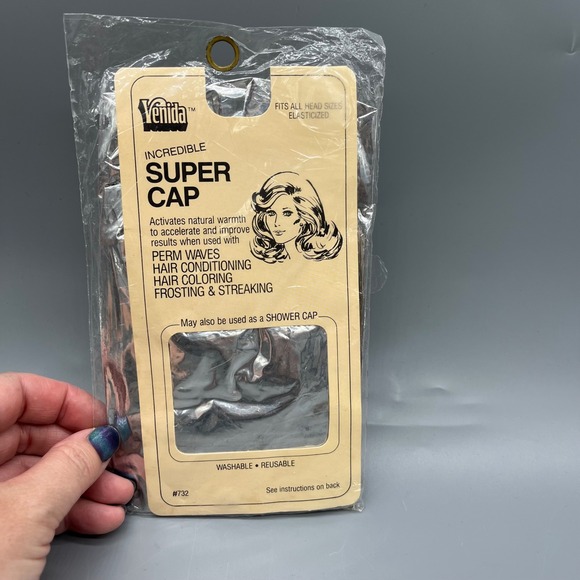 Venida™
FITS ALL HEAD SIZES
ELASTICIZED
INCREDIBLE
SUPER
CAP
Activates natural warmth
to accelerate and improve
results when used with
PERM WAVES
HAIR CONDITIONING
HAIR COLORING
FROSTING & STREAKING
May also be used as a SHOWER CAP
WASHABLE • REUSABLE
#732
See instructions on back